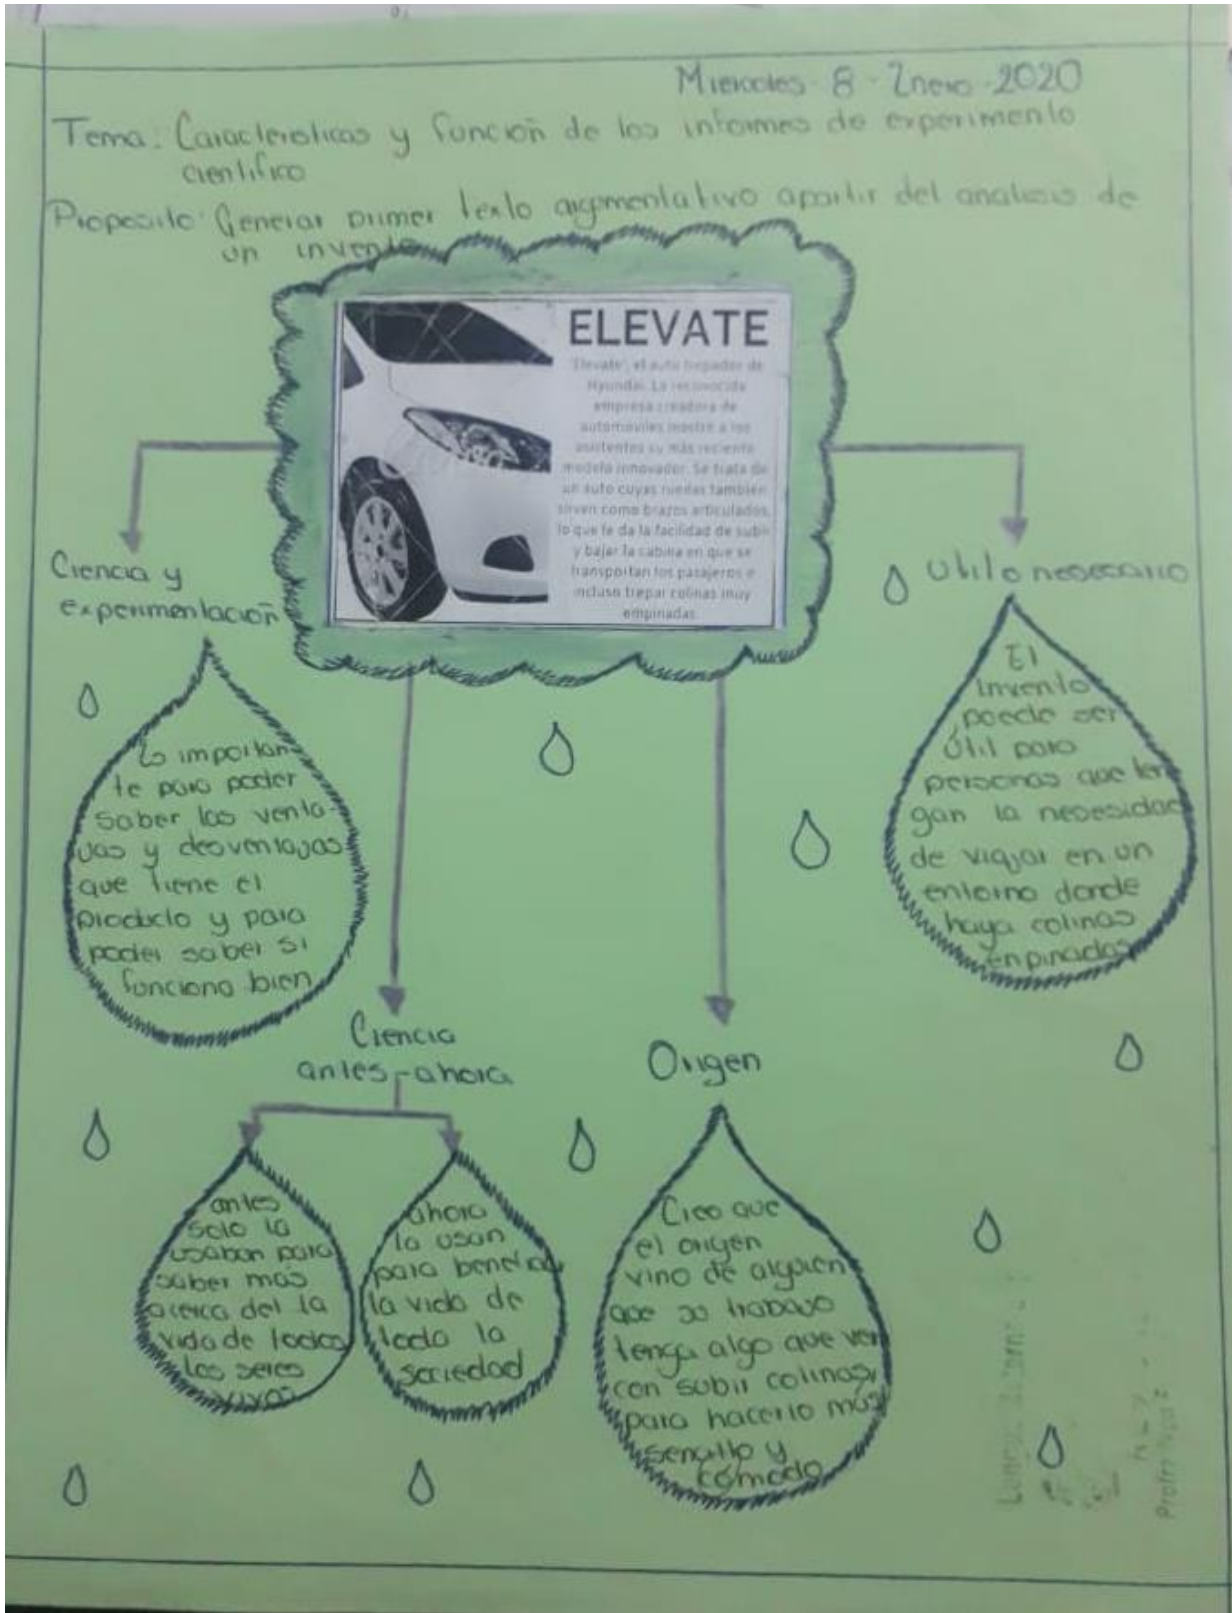 Miercoles - 8 - Enero - 2020
Tema: Caracteristicas y función de los informes de experimento
cientifico
Proposito: Generar primer texto argumentativo apartir del analisis de
un invento
ELEVATE
"Elevate", el auto trepador de
Hyundai. La reconocida
empresa creadora de
automóviles mostró a los
asistentes su más reciente
modelo innovador. Se trata de
un auto cuyas ruedas también
sirven como brazos articulados,
lo que le da la facilidad de subir
y bajar la cabina en que se
transportan los pasajeros e
incluso trepar colinas muy
empinadas.
Ciencia y
experimentación
Es importan
te para poder
saber las venta
jas y desventajas
que tiene el
producto y para
poder saber si
funciona bien
Ciencia
antes - ahora
antes
solo la
usaban para
saber más
acerca del la
vida de todos
los seres
vivos
ahora
la usan
para
la vida de
toda la
sociedad
Origen
Creo que
el origen
vino de alguien
que su trabajo
tenga algo que ver
con subir colinas,
para hacerlo más
sencillo y
cómodo
Util o nesesario
El
Invento
puede ser
Útil para
personas que ten
gan la nesesidad
de viajar en un
entorno donde
haya colinas
enpinadas